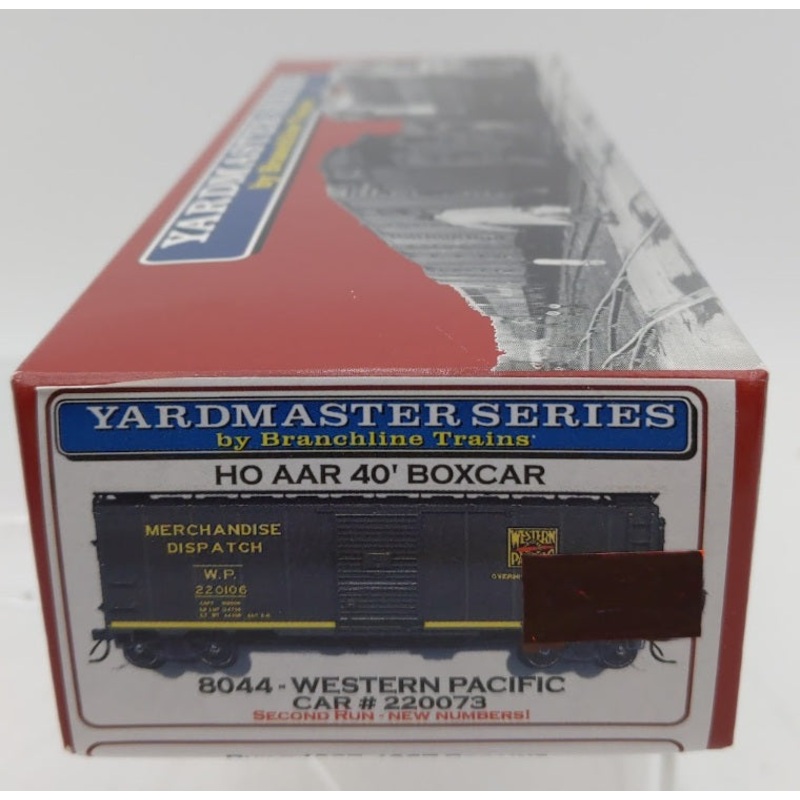 YARDMASTER SERIES
by Branchline Trains
YARDMASTER SERIES
by Branchline Trains
HO AAR 40' BOXCAR
MERCHANDISE
DISPATCH
W.P.
220106
WESTERN
PACIFIC
8044 - WESTERN PACIFIC
CAR # 220073
SECOND RUN - NEW NUMBERS!